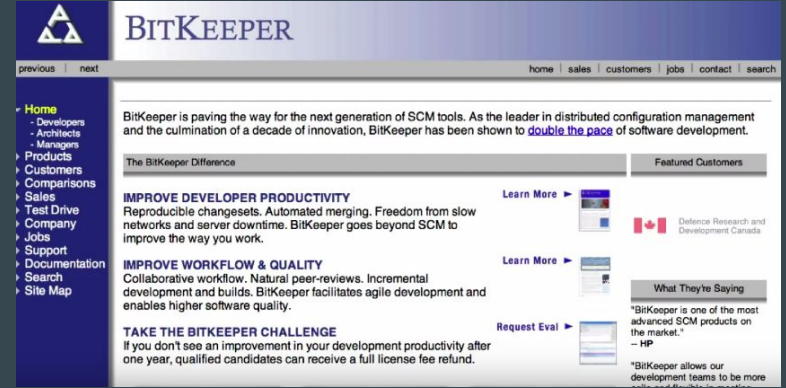 BITKEEPER
previous | next
home | sales | customers | jobs | contact | search
Home
- Developers
- Architects
- Managers
Products
Customers
Comparisons
Sales
Test Drive
Company
Jobs
Support
Documentation
Search
Site Map
BitKeeper is paving the way for the next generation of SCM tools. As the leader in distributed configuration management
and the culmination of a decade of innovation, BitKeeper has been shown to double the pace of software development.
The BitKeeper Difference
IMPROVE DEVELOPER PRODUCTIVITY
Learn More
Reproducible changesets. Automated merging. Freedom from slow
networks and server downtime. BitKeeper goes beyond SCM to
improve the way you work.
IMPROVE WORKFLOW & QUALITY
Learn More
Collaborative workflow. Natural peer-reviews. Incremental
development and builds. BitKeeper facilitates agile development and
enables higher software quality.
TAKE THE BITKEEPER CHALLENGE
Request Eval
If you don't see an improvement in your development productivity after
one year, qualified candidates can receive a full license fee refund.
Featured Customers
Defence Research and
Development Canada
What They're Saying
"BitKeeper is one of the most
advanced SCM products on
the market."
– HP
"BitKeeper allows our
development teams to be more